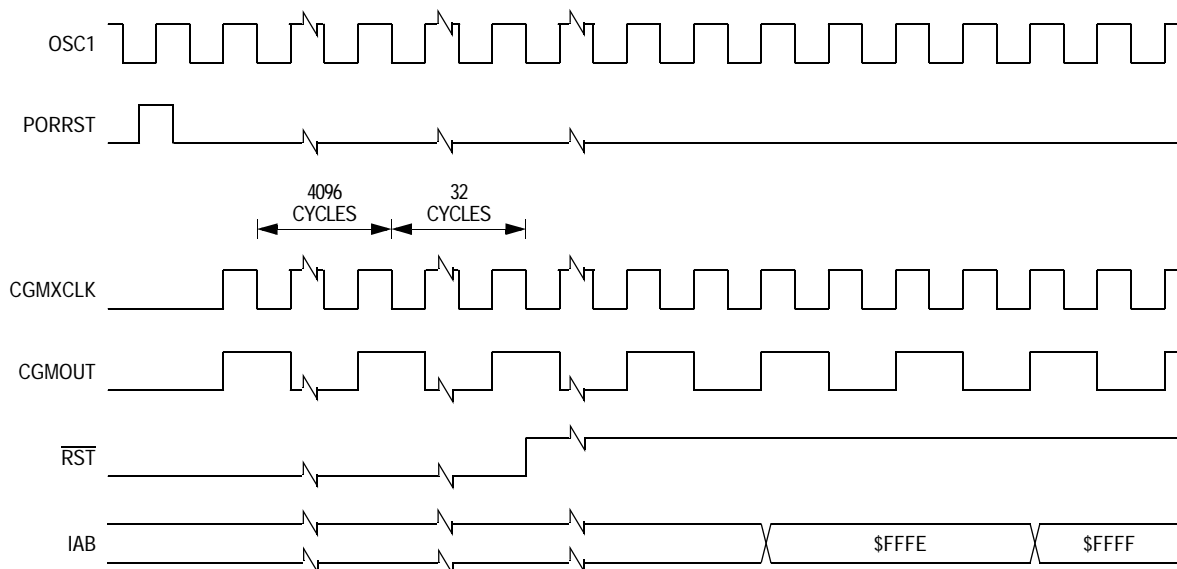 OSC1
PORRST
4096
CYCLES
32
CYCLES
CGMXCLK
CGMOUT
RST
IAB
$FFFE
$FFFF